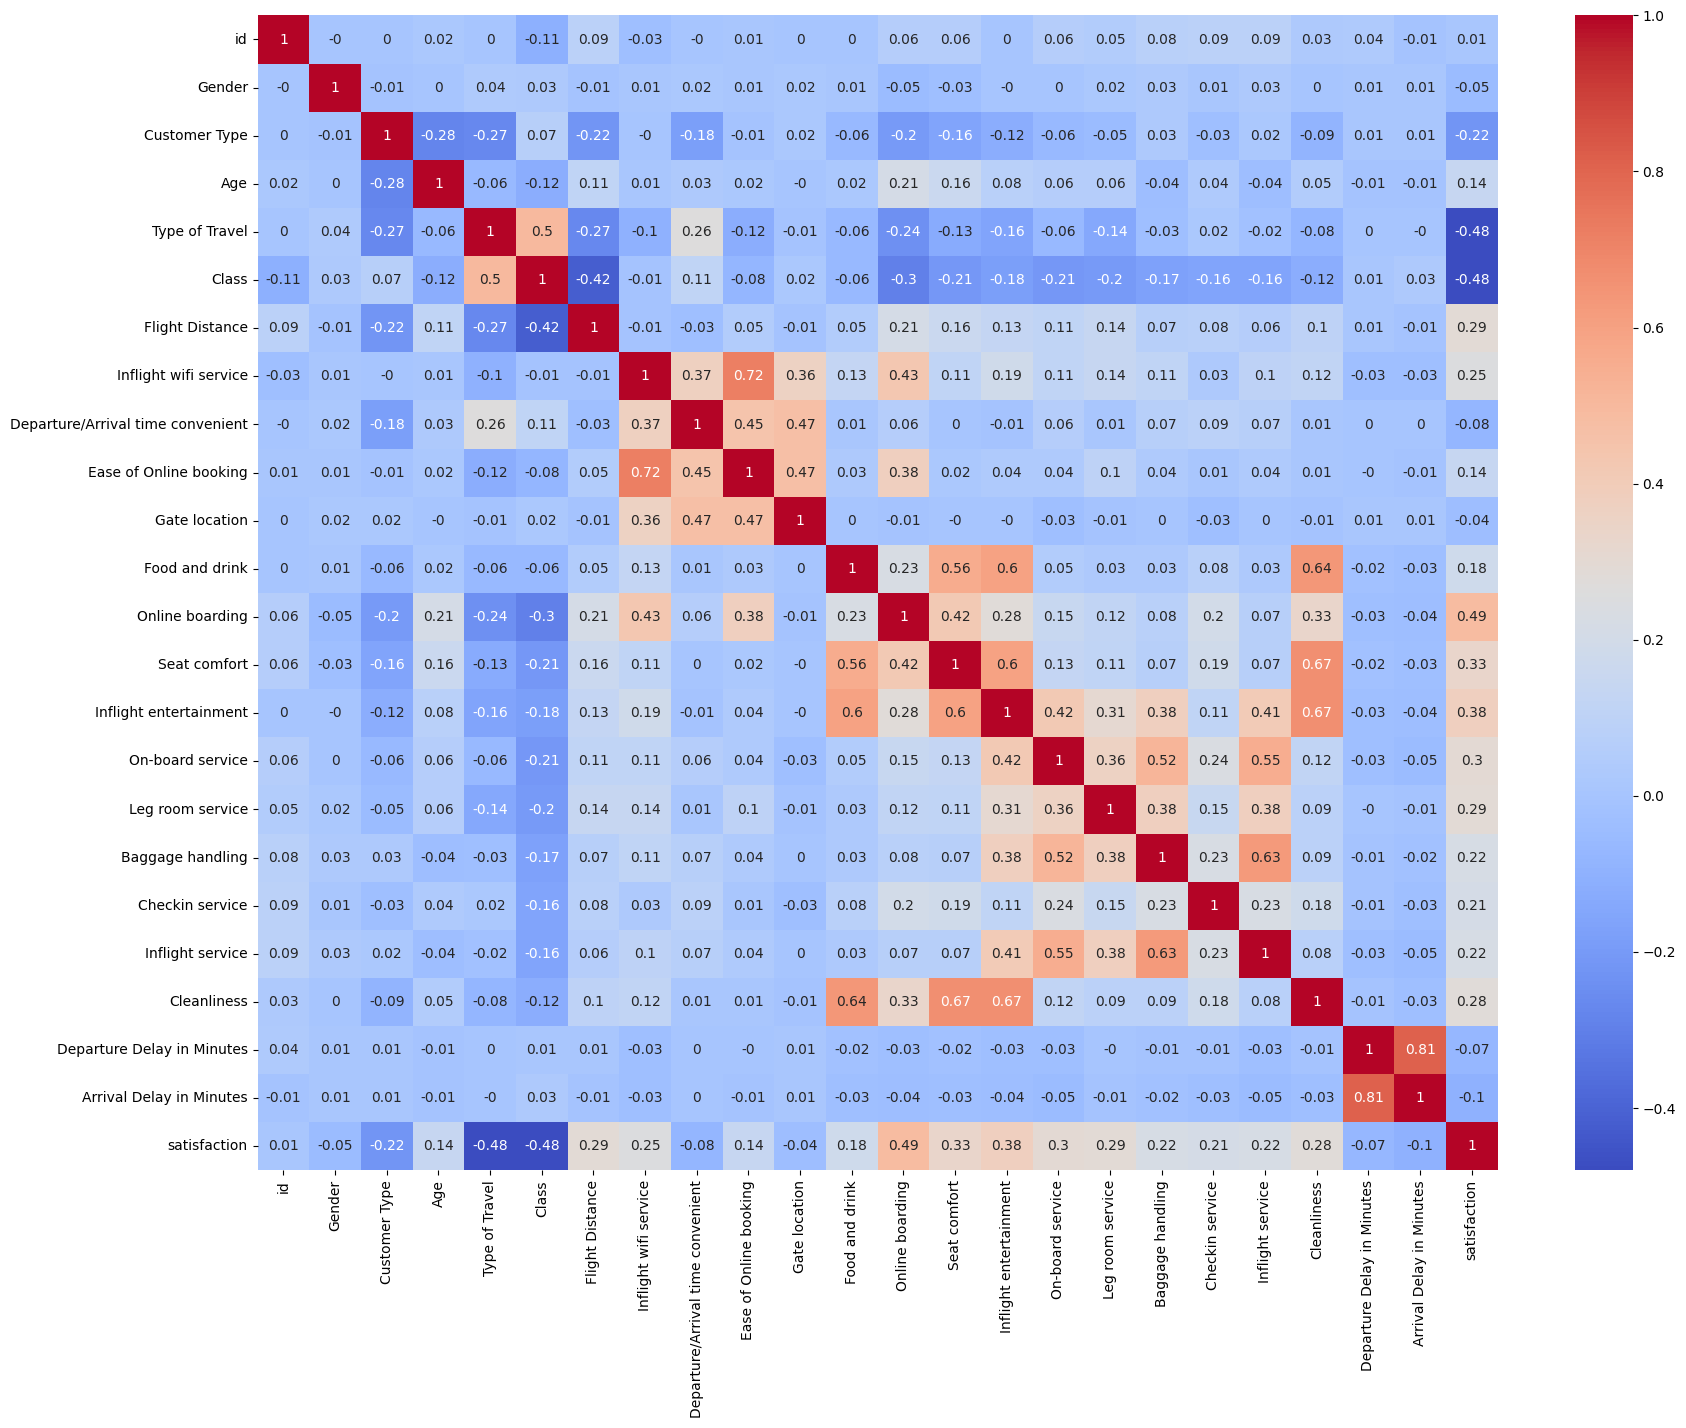 id 1 -0 0 0.02 0 -0.11 0.09 -0.03 -0 0.01 0 0 0.06 0.06 0 0.06 0.05 0.08 0.09 0.09 0.03 0.04 -0.01 0.01
Gender -0 1 -0.01 0 0.04 0.03 -0.01 0.01 0.02 0.01 0.02 0.01 -0.05 -0.03 -0 0 0.02 0.03 0.01 0.03 0 0.01 0.01 -0.05
Customer Type 0 -0.01 1 -0.28 -0.27 0.07 -0.22 -0 -0.18 -0.01 0.02 -0.06 -0.2 -0.16 -0.12 -0.06 -0.05 0.03 -0.03 0.02 -0.09 0.01 0.01 -0.22
Age 0.02 0 -0.28 1 -0.06 -0.12 0.11 0.01 0.03 0.02 -0 0.02 0.21 0.16 0.08 0.06 0.06 -0.04 0.04 -0.04 0.05 -0.01 -0.01 0.14
Type of Travel 0 0.04 -0.27 -0.06 1 0.5 -0.27 -0.1 0.26 -0.12 -0.01 -0.06 -0.24 -0.13 -0.16 -0.06 -0.14 -0.03 0.02 -0.02 -0.08 0 -0 -0.48
Class -0.11 0.03 0.07 -0.12 0.5 1 -0.42 -0.01 0.11 -0.08 0.02 -0.06 -0.3 -0.21 -0.18 -0.21 -0.2 -0.17 -0.16 -0.16 -0.12 0.01 0.03 -0.48
Flight Distance 0.09 -0.01 -0.22 0.11 -0.27 -0.42 1 -0.01 -0.03 0.05 -0.01 0.05 0.21 0.16 0.13 0.11 0.14 0.07 0.08 0.06 0.1 0.01 -0.01 0.29
Inflight wifi service -0.03 0.01 -0 0.01 -0.1 -0.01 -0.01 1 0.37 0.72 0.36 0.13 0.43 0.11 0.19 0.11 0.14 0.11 0.03 0.1 0.12 -0.03 -0.03 0.25
Departure/Arrival time convenient -0 0.02 -0.18 0.03 0.26 0.11 -0.03 0.37 1 0.45 0.47 0.01 0.06 0 -0.01 0.06 0.01 0.07 0.09 0.07 0.01 0 0 -0.08
Ease of Online booking 0.01 0.01 -0.01 0.02 -0.12 -0.08 0.05 0.72 0.45 1 0.47 0.03 0.38 0.02 0.04 0.04 0.1 0.04 0.01 0.04 0.01 -0 -0.01 0.14
Gate location 0 0.02 0.02 -0 -0.01 0.02 -0.01 0.36 0.47 0.47 1 0 -0.01 -0 -0 -0.03 -0.01 0 -0.03 0 -0.01 0.01 0.01 -0.04
Food and drink 0 0.01 -0.06 0.02 -0.06 -0.06 0.05 0.13 0.01 0.03 0 1 0.23 0.56 0.6 0.05 0.03 0.03 0.08 0.03 0.64 -0.02 -0.03 0.18
Online boarding 0.06 -0.05 -0.2 0.21 -0.24 -0.3 0.21 0.43 0.06 0.38 -0.01 0.23 1 0.42 0.28 0.15 0.12 0.08 0.2 0.07 0.33 -0.03 -0.04 0.49
Seat comfort 0.06 -0.03 -0.16 0.16 -0.13 -0.21 0.16 0.11 0 0.02 -0 0.56 0.42 1 0.6 0.13 0.11 0.07 0.19 0.07 0.67 -0.02 -0.03 0.33
Inflight entertainment 0 -0 -0.12 0.08 -0.16 -0.18 0.13 0.19 -0.01 0.04 -0 0.6 0.28 0.6 1 0.42 0.31 0.38 0.11 0.41 0.67 -0.03 -0.04 0.38
On-board service 0.06 0 -0.06 0.06 -0.06 -0.21 0.11 0.11 0.06 0.04 -0.03 0.05 0.15 0.13 0.42 1 0.36 0.52 0.24 0.55 0.12 -0.03 -0.05 0.3
Leg room service 0.05 0.02 -0.05 0.06 -0.14 -0.2 0.14 0.14 0.01 0.1 -0.01 0.03 0.12 0.11 0.31 0.36 1 0.38 0.15 0.38 0.09 -0 -0.01 0.29
Baggage handling 0.08 0.03 0.03 -0.04 -0.03 -0.17 0.07 0.11 0.07 0.04 0 0.03 0.08 0.07 0.38 0.52 0.38 1 0.23 0.63 0.09 -0.01 -0.02 0.22
Checkin service 0.09 0.01 -0.03 0.04 0.02 -0.16 0.08 0.03 0.09 0.01 -0.03 0.08 0.2 0.19 0.11 0.24 0.15 0.23 1 0.23 0.18 -0.01 -0.03 0.21
Inflight service 0.09 0.03 0.02 -0.04 -0.02 -0.16 0.06 0.1 0.07 0.04 0 0.03 0.07 0.07 0.41 0.55 0.38 0.63 0.23 1 0.08 -0.03 -0.05 0.22
Cleanliness 0.03 0 -0.09 0.05 -0.08 -0.12 0.1 0.12 0.01 0.01 -0.01 0.64 0.33 0.67 0.67 0.12 0.09 0.09 0.18 0.08 1 -0.01 -0.03 0.28
Departure Delay in Minutes 0.04 0.01 0.01 -0.01 0 0.01 0.01 -0.03 0 -0 0.01 -0.02 -0.03 -0.02 -0.03 -0.03 -0 -0.01 -0.01 -0.03 -0.01 1 0.81 -0.07
Arrival Delay in Minutes -0.01 0.01 0.01 -0.01 -0 0.03 -0.01 -0.03 0 -0.01 0.01 -0.03 -0.04 -0.03 -0.04 -0.05 -0.01 -0.02 -0.03 -0.05 -0.03 0.81 1 -0.1
satisfaction 0.01 -0.05 -0.22 0.14 -0.48 -0.48 0.29 0.25 -0.08 0.14 -0.04 0.18 0.49 0.33 0.38 0.3 0.29 0.22 0.21 0.22 0.28 -0.07 -0.1 1
id
Gender
Customer Type
Age
Type of Travel
Class
Flight Distance
Inflight wifi service
Departure/Arrival time convenient
Ease of Online booking
Gate location
Food and drink
Online boarding
Seat comfort
Inflight entertainment
On-board service
Leg room service
Baggage handling
Checkin service
Inflight service
Cleanliness
Departure Delay in Minutes
Arrival Delay in Minutes
satisfaction
1.0
0.8
0.6
0.4
0.2
0.0
−0.2
−0.4